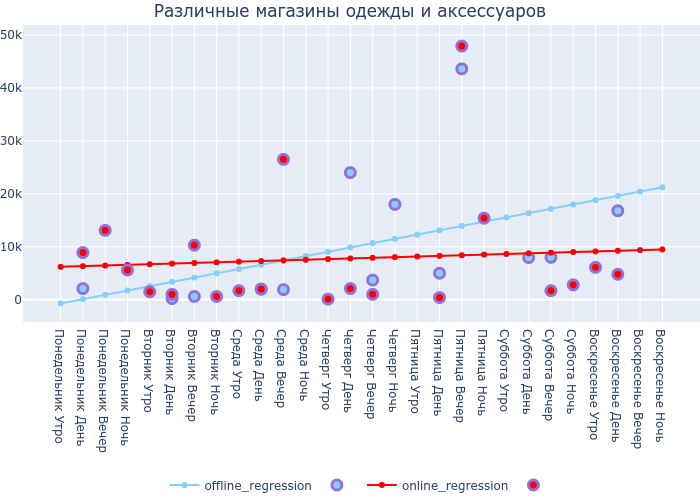 Различные магазины одежды и аксессуаров
50k
40k
30k
20k
10k
0
Понедельник Утро
Понедельник День
Понедельник Вечер
Понедельник Ночь
Вторник Утро
Вторник День
Вторник Вечер
Вторник Ночь
Среда Утро
Среда День
Среда Вечер
Среда Ночь
Четверг Утро
Четверг День
Четверг Вечер
Четверг Ночь
Пятница Утро
Пятница День
Пятница Вечер
Пятница Ночь
Суббота Утро
Суббота День
Суббота Вечер
Суббота Ночь
Воскресенье Утро
Воскресенье День
Воскресенье Вечер
Воскресенье Ночь
offline_regression
online_regression